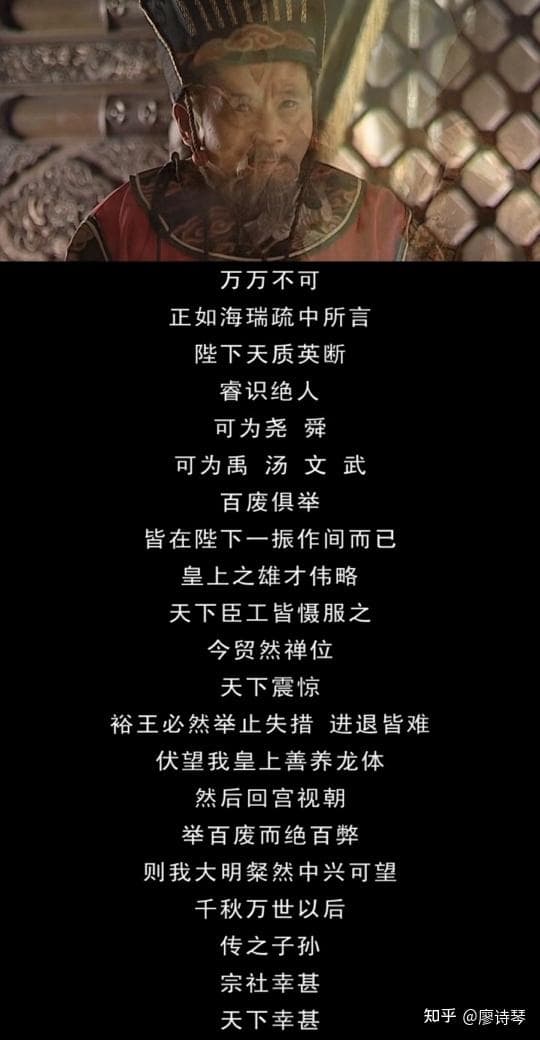 万万不可
正如海瑞疏中所言
陛下天质英断
睿识绝人
可为尧 舜
可为禹 汤 文 武
百废俱举
皆在陛下一振作间而已
皇上之雄才伟略
天下臣工皆慑服之
今贸然禅位
天下震惊
裕王必然举止失措 进退皆难
伏望我皇上善养龙体
然后回宫视朝
举百废而绝百弊
则我大明粲然中兴可望
千秋万世以后
传之子孙
宗社幸甚
天下幸甚
知乎 @廖诗琴